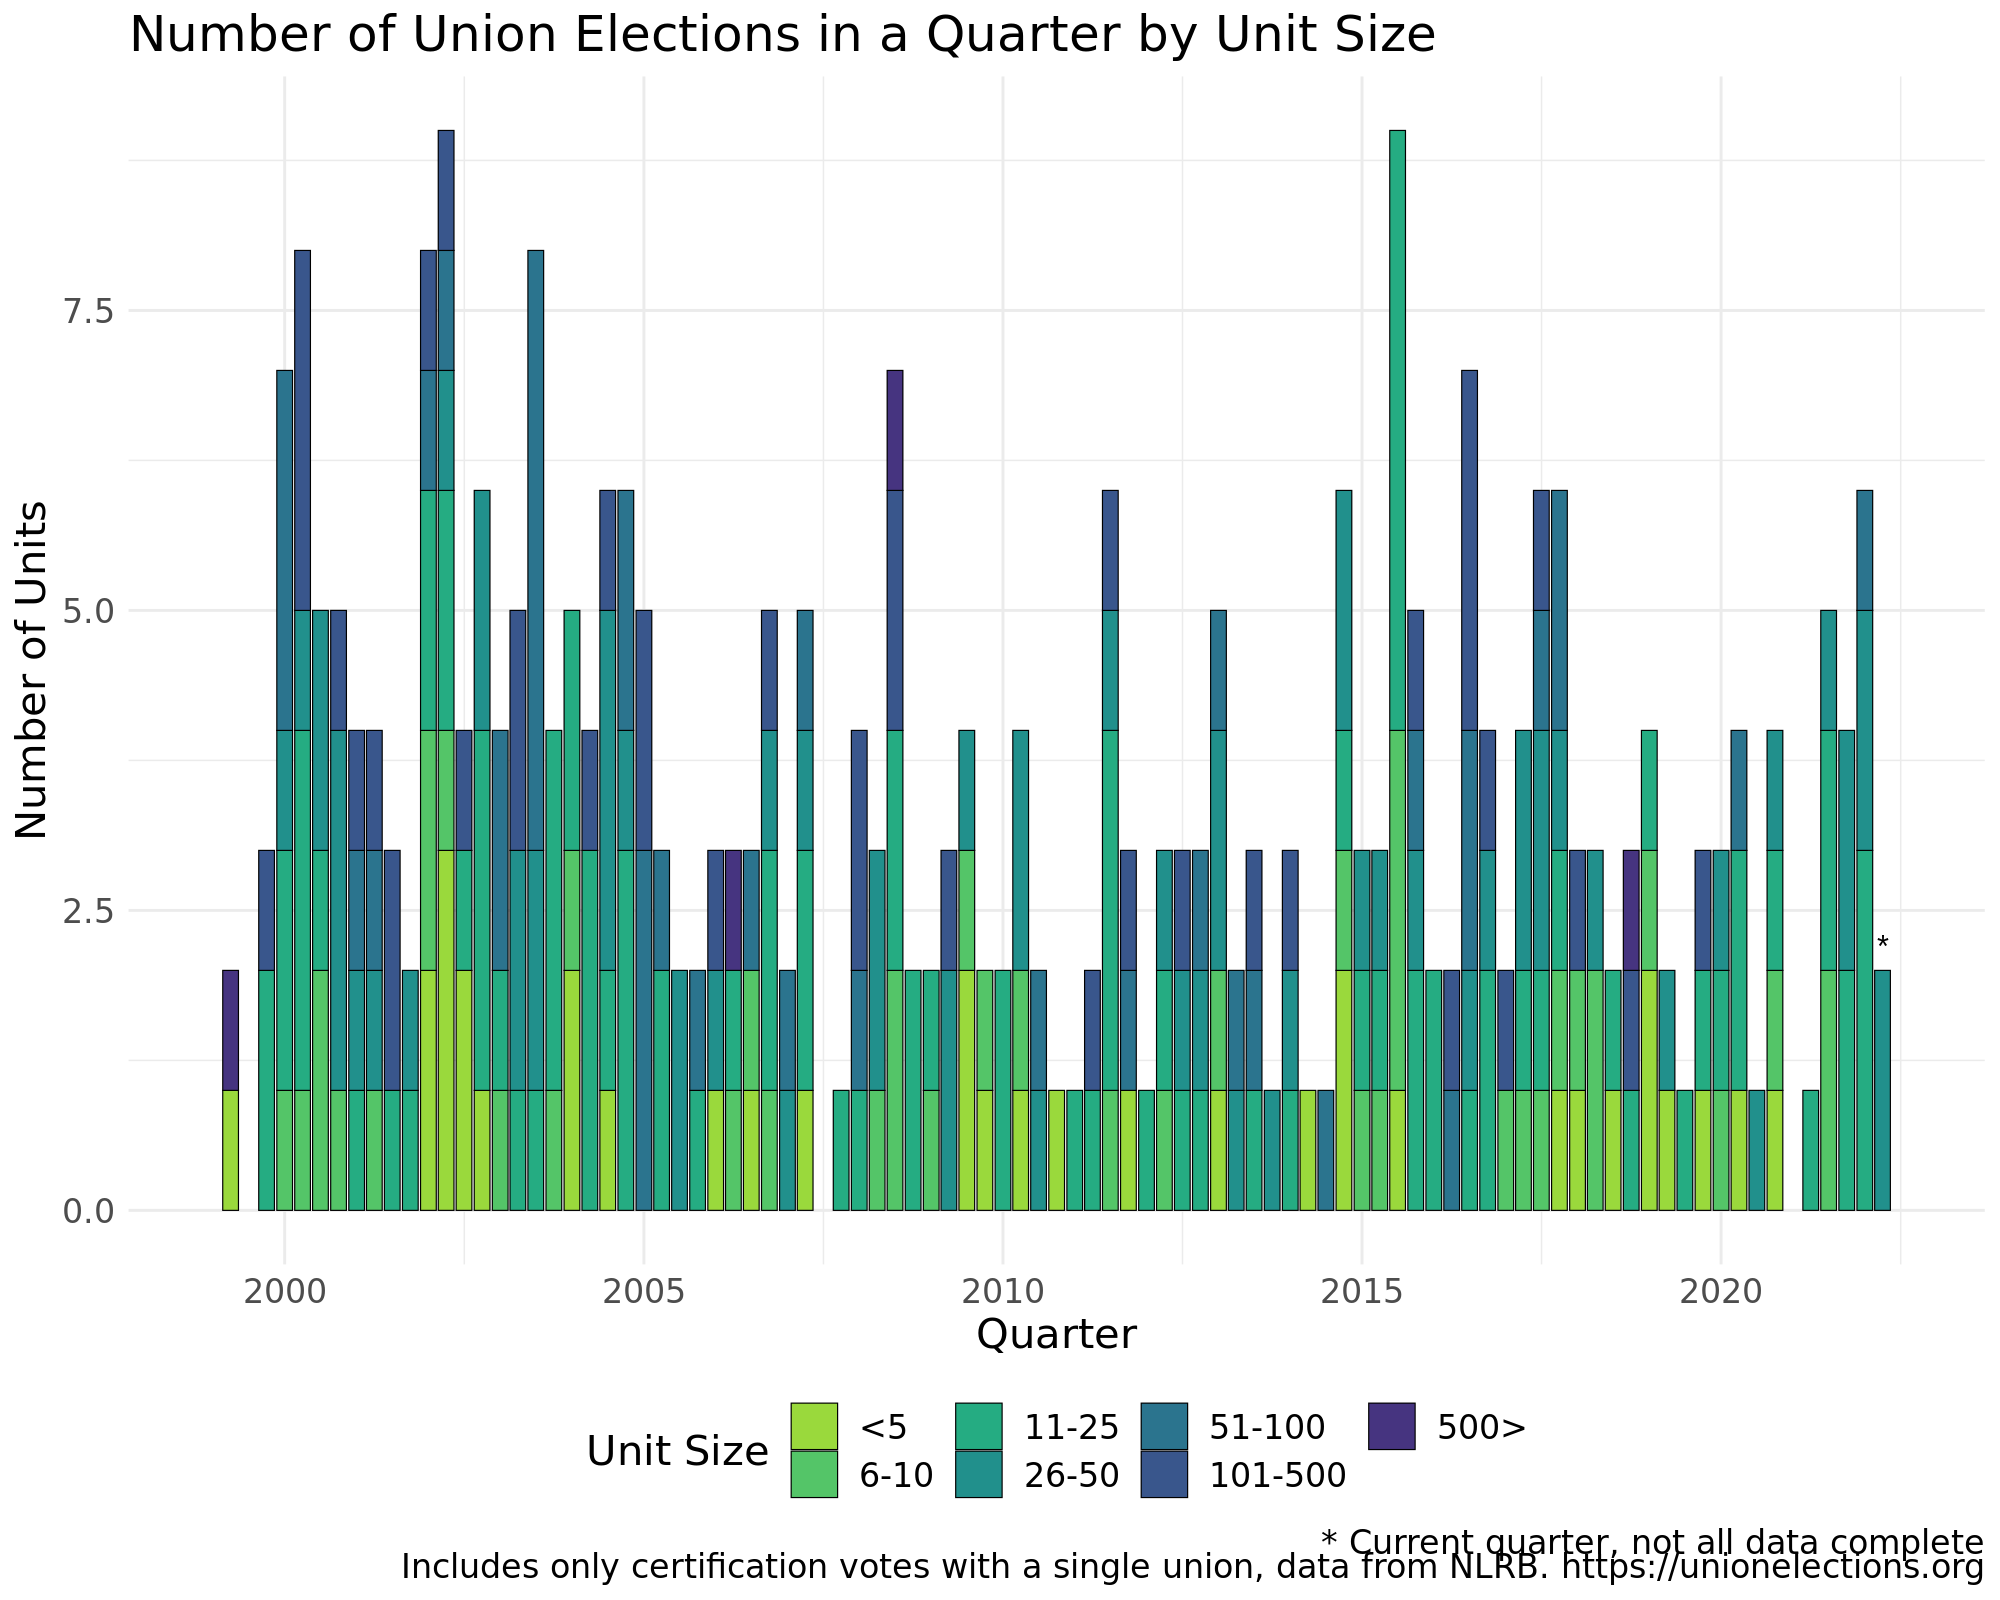 Number of Union Elections in a Quarter by Unit Size
Number of Units
7.5
5.0
2.5
0.0
*
2000 2005 2010 2015 2020
Quarter
Unit Size
<5 11-25 51-100 500>
6-10 26-50 101-500
* Current quarter, not all data complete
Includes only certification votes with a single union, data from NLRB. https://unionelections.org